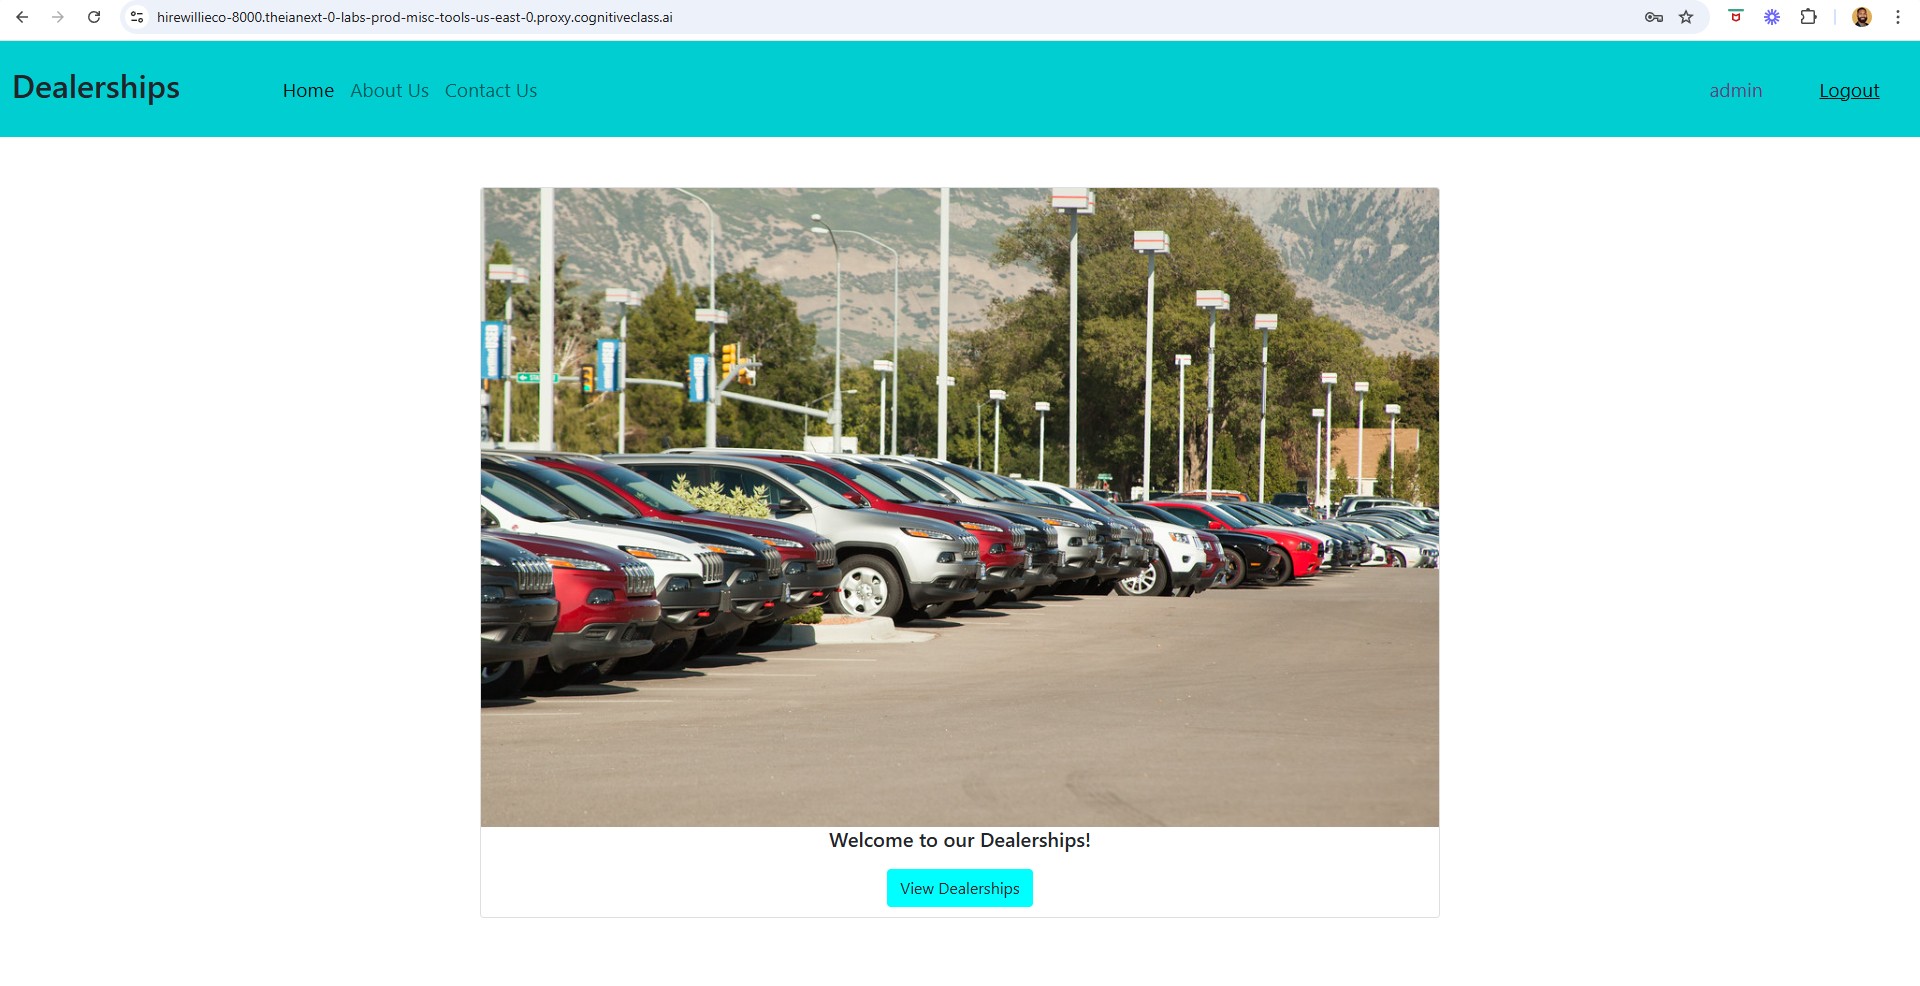 hirewillieco-8000.theianext-0-labs-prod-misc-tools-us-east-0.proxy.cognitiveclass.ai
Dealerships
Home About Us Contact Us
admin
Logout
Welcome to our Dealerships!
View Dealerships